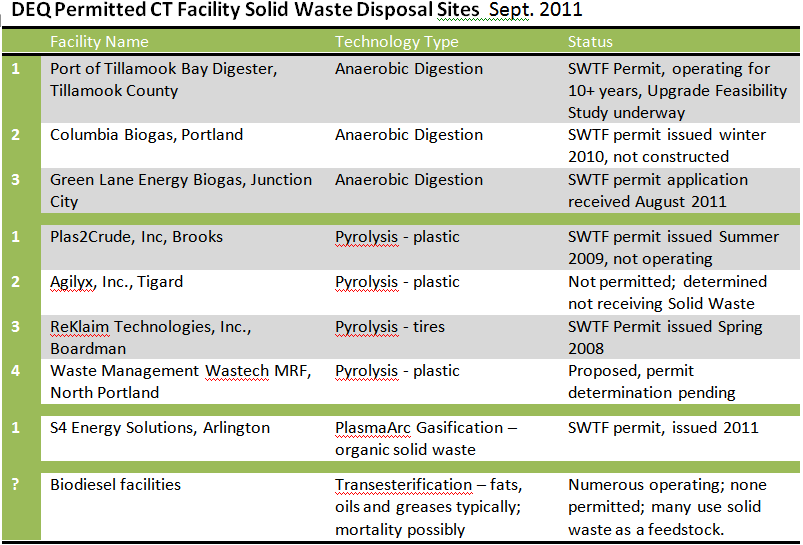 DEQ Permitted CT Facility Solid Waste Disposal Sites Sept. 2011
Facility Name Technology Type Status
1 Port of Tillamook Bay Digester, Anaerobic Digestion SWTF Permit, operating for
Tillamook County 10+ years, Upgrade Feasibility
Study underway
2 Columbia Biogas, Portland Anaerobic Digestion SWTF permit issued winter
2010, not constructed
3 Green Lane Energy Biogas, Junction Anaerobic Digestion SWTF permit application
City received August 2011
1 Plas2Crude, Inc, Brooks Pyrolysis - plastic SWTF permit issued Summer
2009, not operating
2 Agilyx, Inc., Tigard Pyrolysis - plastic Not permitted; determined
not receiving Solid Waste
3 ReKlaim Technologies, Inc., Pyrolysis - tires SWTF Permit issued Spring
Boardman 2008
4 Waste Management Wastech MRF, Pyrolysis - plastic Proposed, permit
North Portland determination pending
1 S4 Energy Solutions, Arlington PlasmaArc Gasification – SWTF permit, issued 2011
organic solid waste
? Biodiesel facilities Transesterification – fats, Numerous operating; none
oils and greases typically; permitted; many use solid
mortality possibly waste as a feedstock.